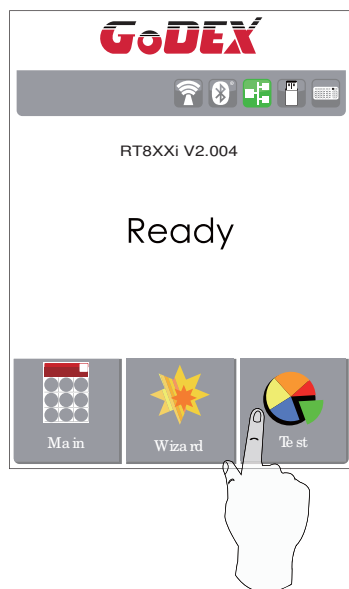 GoDEX
RT8XXi V2.004
Ready
Main
Wizard
Test